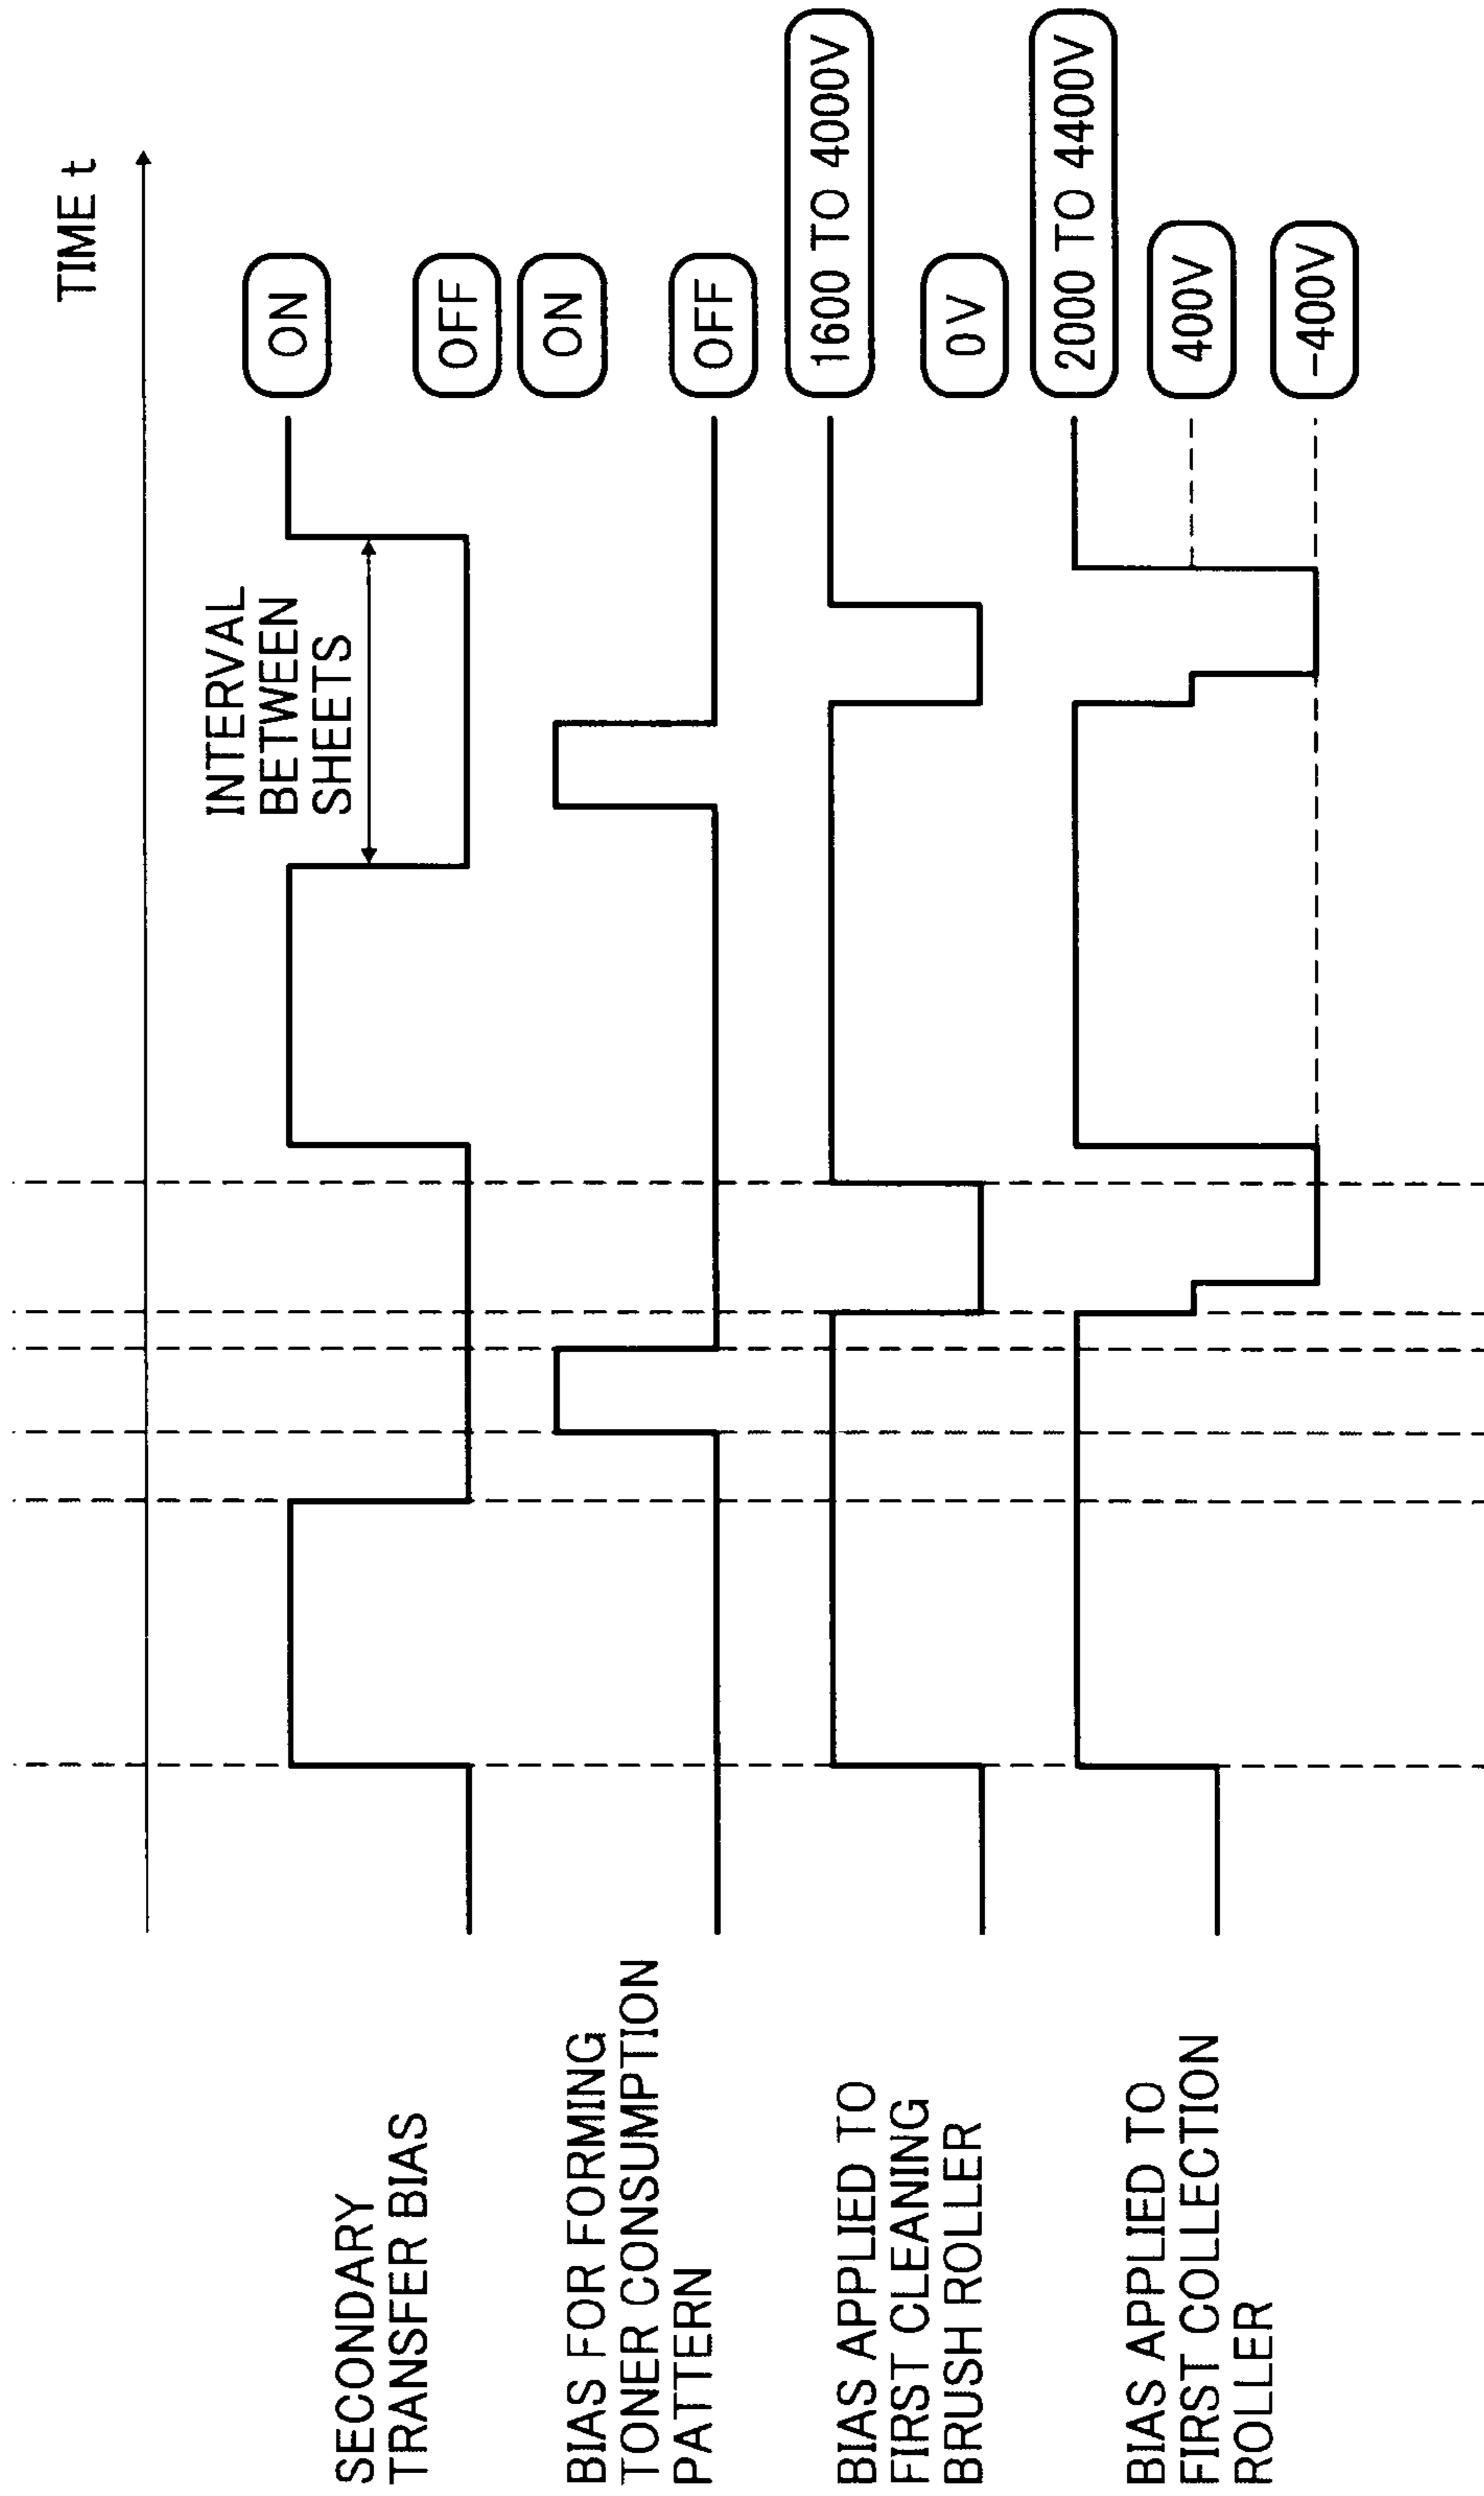 TIME t
SECONDARY
TRANSFER BIAS
INTERVAL
BETWEEN
SHEETS
ON
OFF
BIAS FOR FORMING
TONER CONSUMPTION
PATTERN
ON
OFF
BIAS APPLIED TO
FIRST CLEANING
BRUSH ROLLER
1600 TO 4000V
0V
BIAS APPLIED TO
FIRST COLLECTION
ROLLER
2000 TO 4400V
400V
-400V